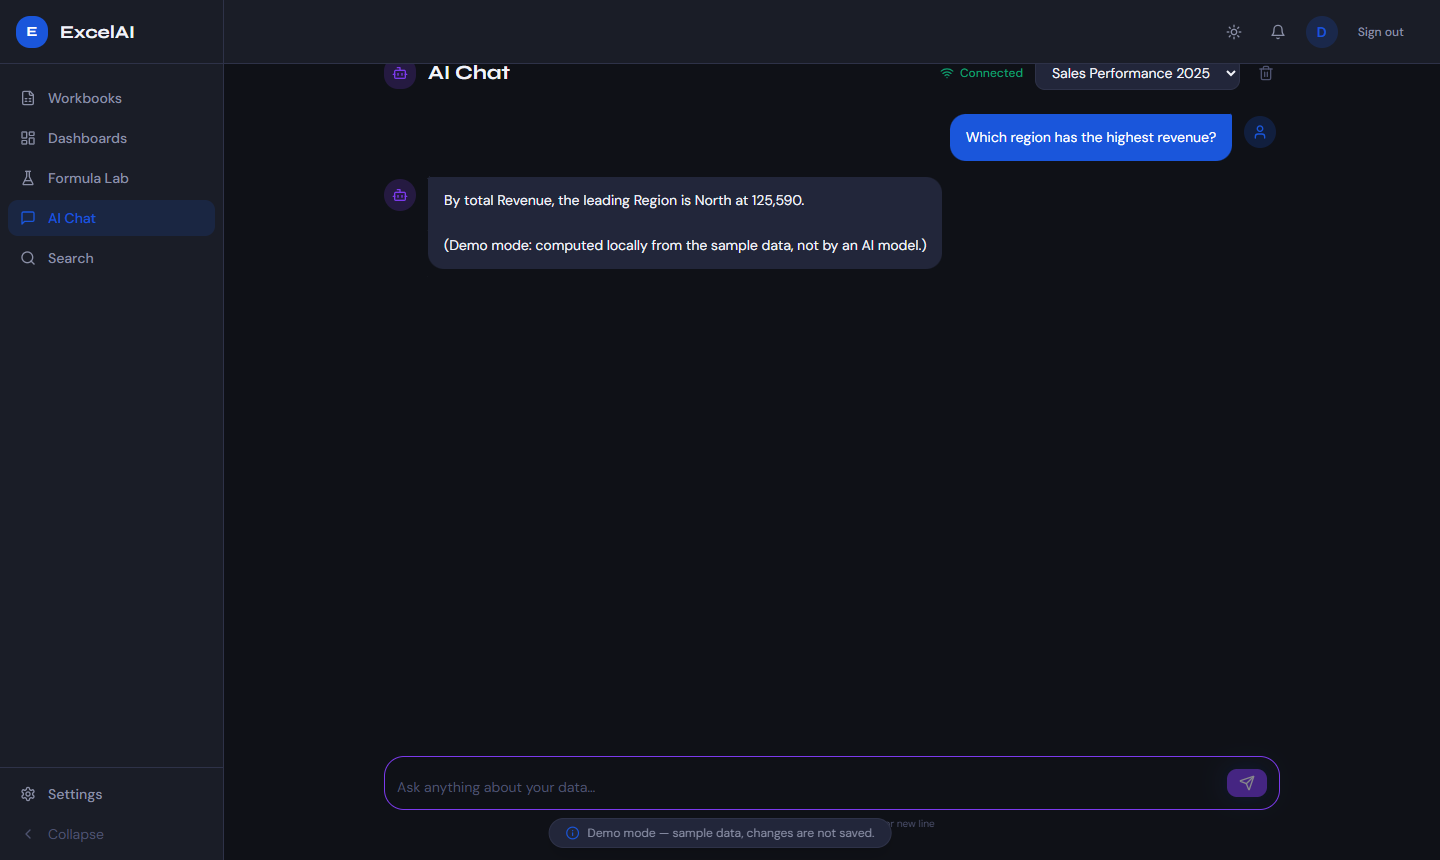 E ExcelAI
D Sign out
Workbooks
Dashboards
Formula Lab
AI Chat
Search
Settings
Collapse
AI Chat
Connected
Sales Performance 2025
Which region has the highest revenue?
By total Revenue, the leading Region is North at 125,590.
(Demo mode: computed locally from the sample data, not by an AI model.)
Ask anything about your data...
new line
Demo mode — sample data, changes are not saved.